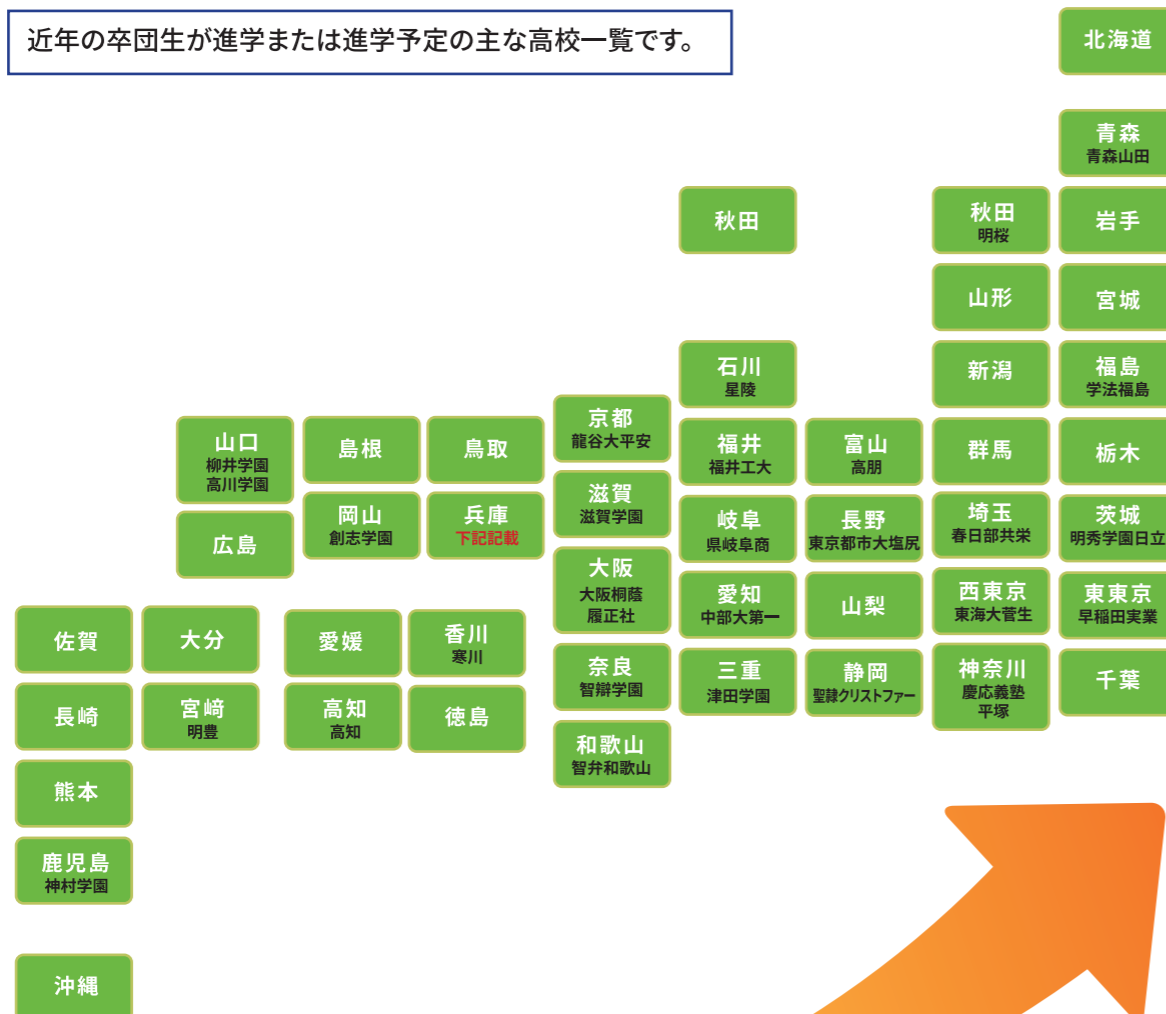 近年の卒団生が進学または進学予定の主な高校一覧です。
北海道
青森
青森山田
秋田
秋田
明桜
岩手
山形
宮城
石川
星陵
新潟
福島
学法福島
山口
柳井学園
高川学園
島根
鳥取
京都
龍谷大平安
福井
福井工大
富山
高朋
群馬
栃木
広島
岡山
創志学園
兵庫
下記記載
滋賀
滋賀学園
岐阜
県岐阜商
長野
東京都市大塩尻
埼玉
春日部共栄
茨城
明秀学園日立
大阪
大阪桐蔭
履正社
愛知
中部大第一
山梨
西東京
東海大菅生
東東京
早稲田実業
佐賀
大分
愛媛
香川
寒川
奈良
智辯学園
三重
津田学園
静岡
聖隷クリストファー
神奈川
慶応義塾
平塚
千葉
長崎
宮﨑
明豊
高知
高知
徳島
和歌山
智弁和歌山
熊本
鹿児島
神村学園
沖縄